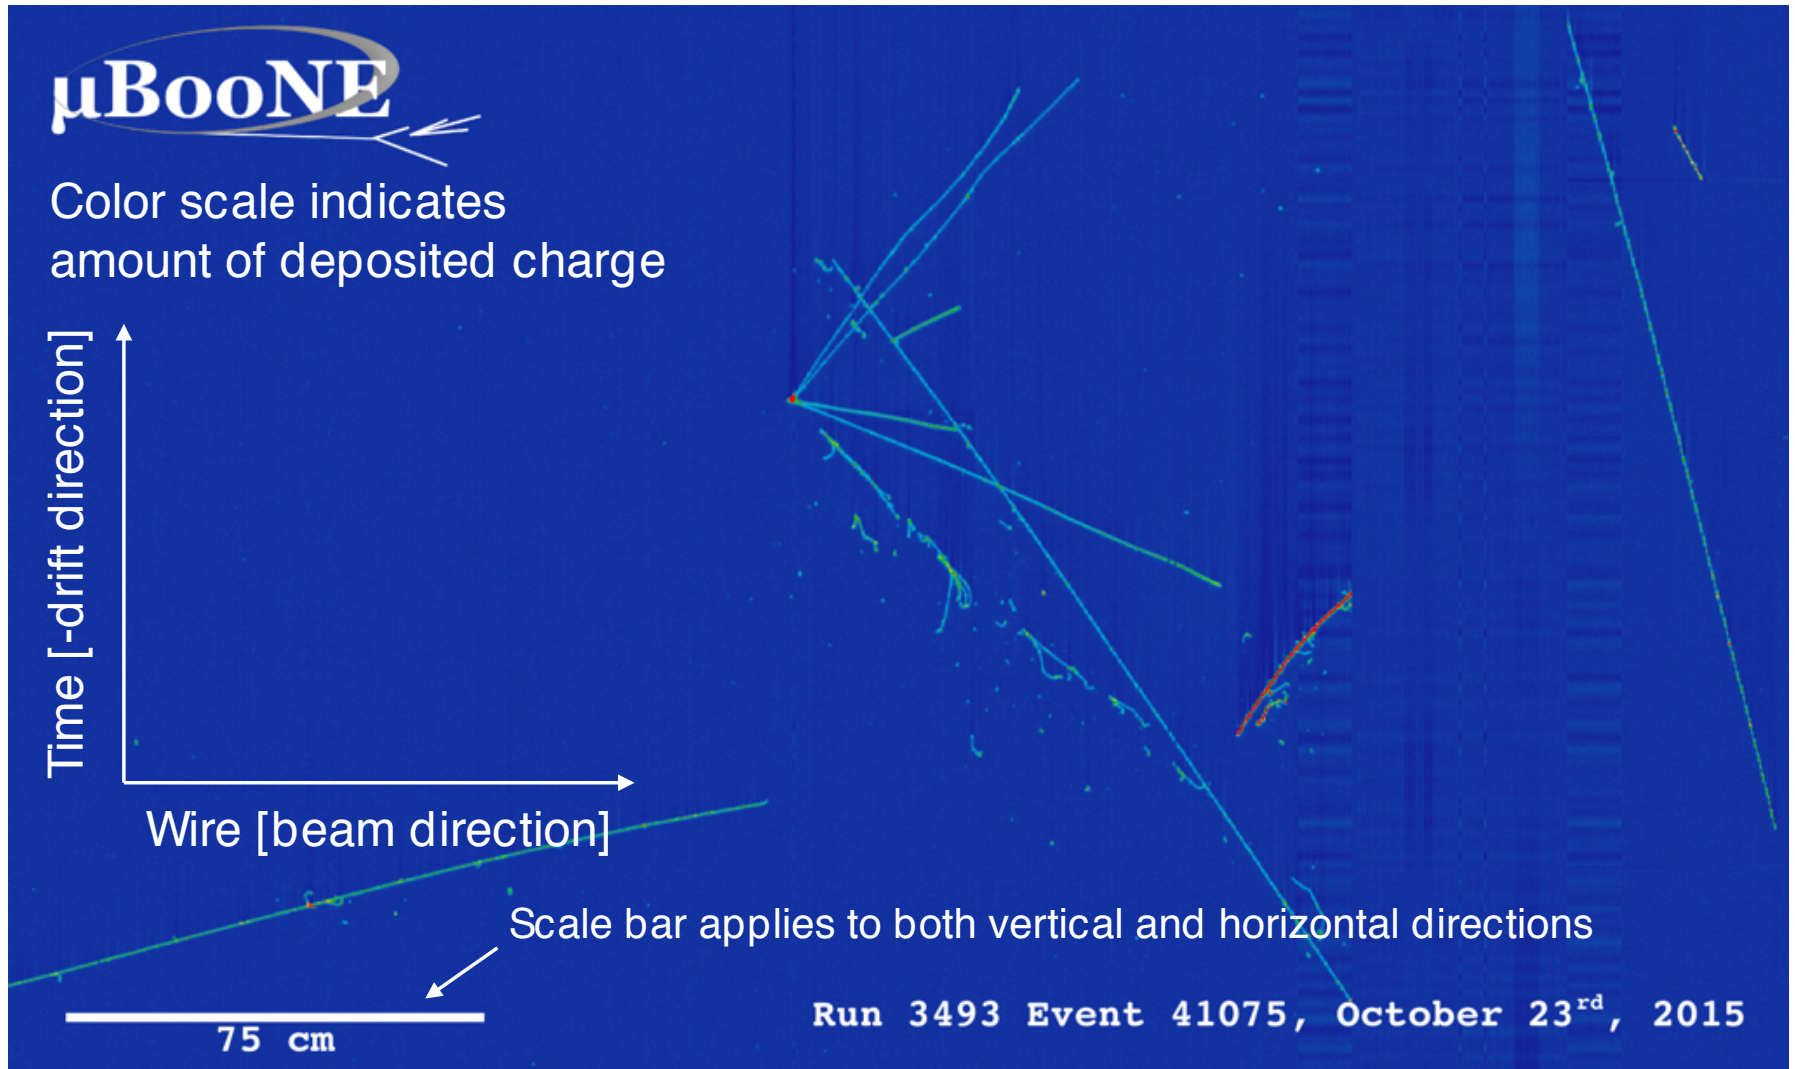 µBooNE
Color scale indicates
amount of deposited charge
Time [-drift direction]
Wire [beam direction]
Scale bar applies to both vertical and horizontal directions
75 cm
Run 3493 Event 41075, October 23rd, 2015